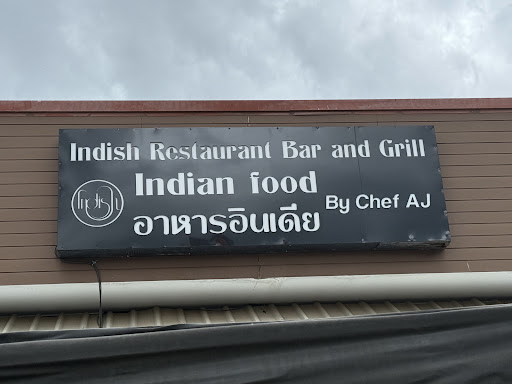 Indish Restaurant Bar and Grill
Indish
Indian food
By Chef AJ
อาหารอินเดีย